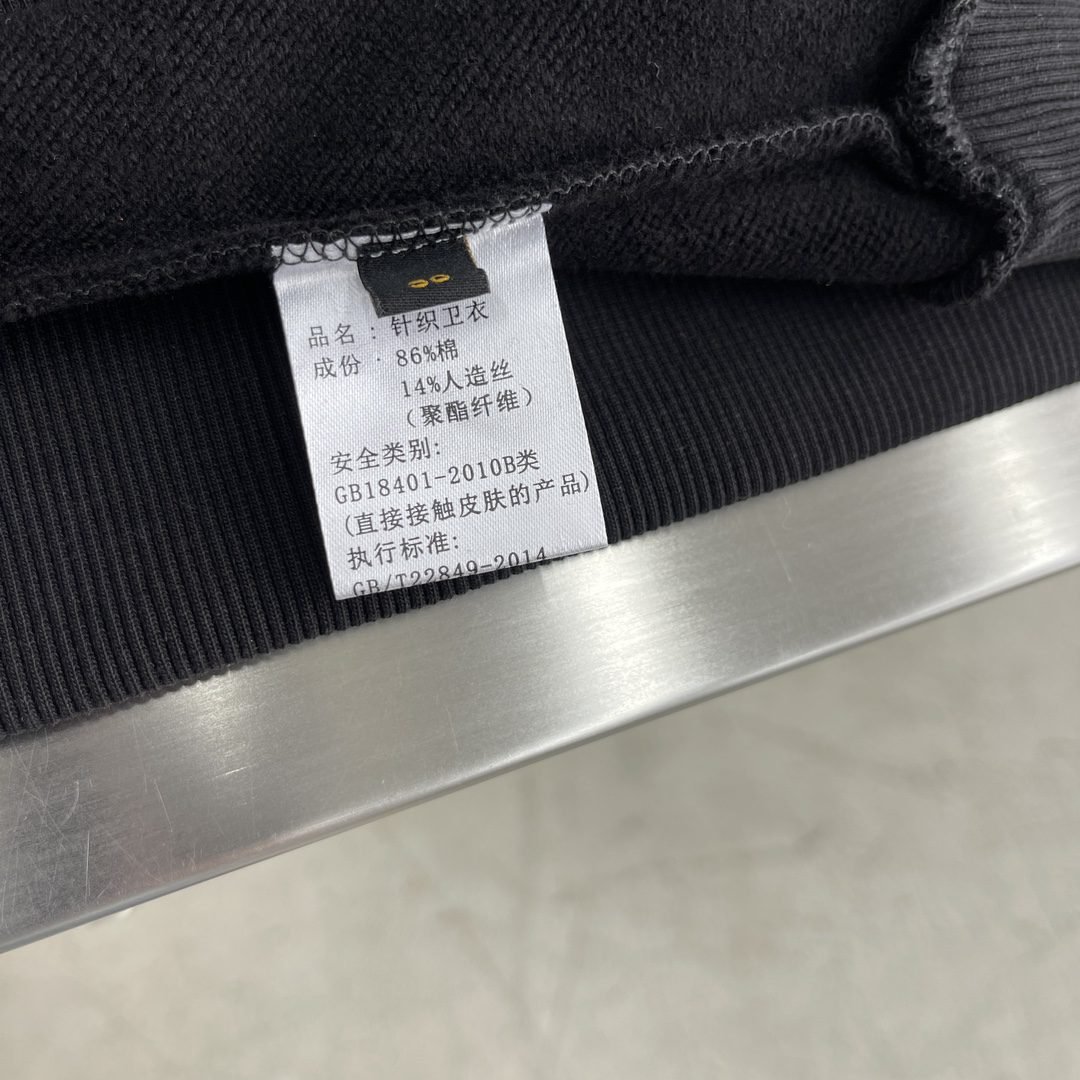 品名：针织卫衣
成份：86%棉
14%人造丝
（聚酯纤维）
安全类别:
GB18401-2010B类
(直接接触皮肤的产品)
执行标准:
GB/T22849-2014